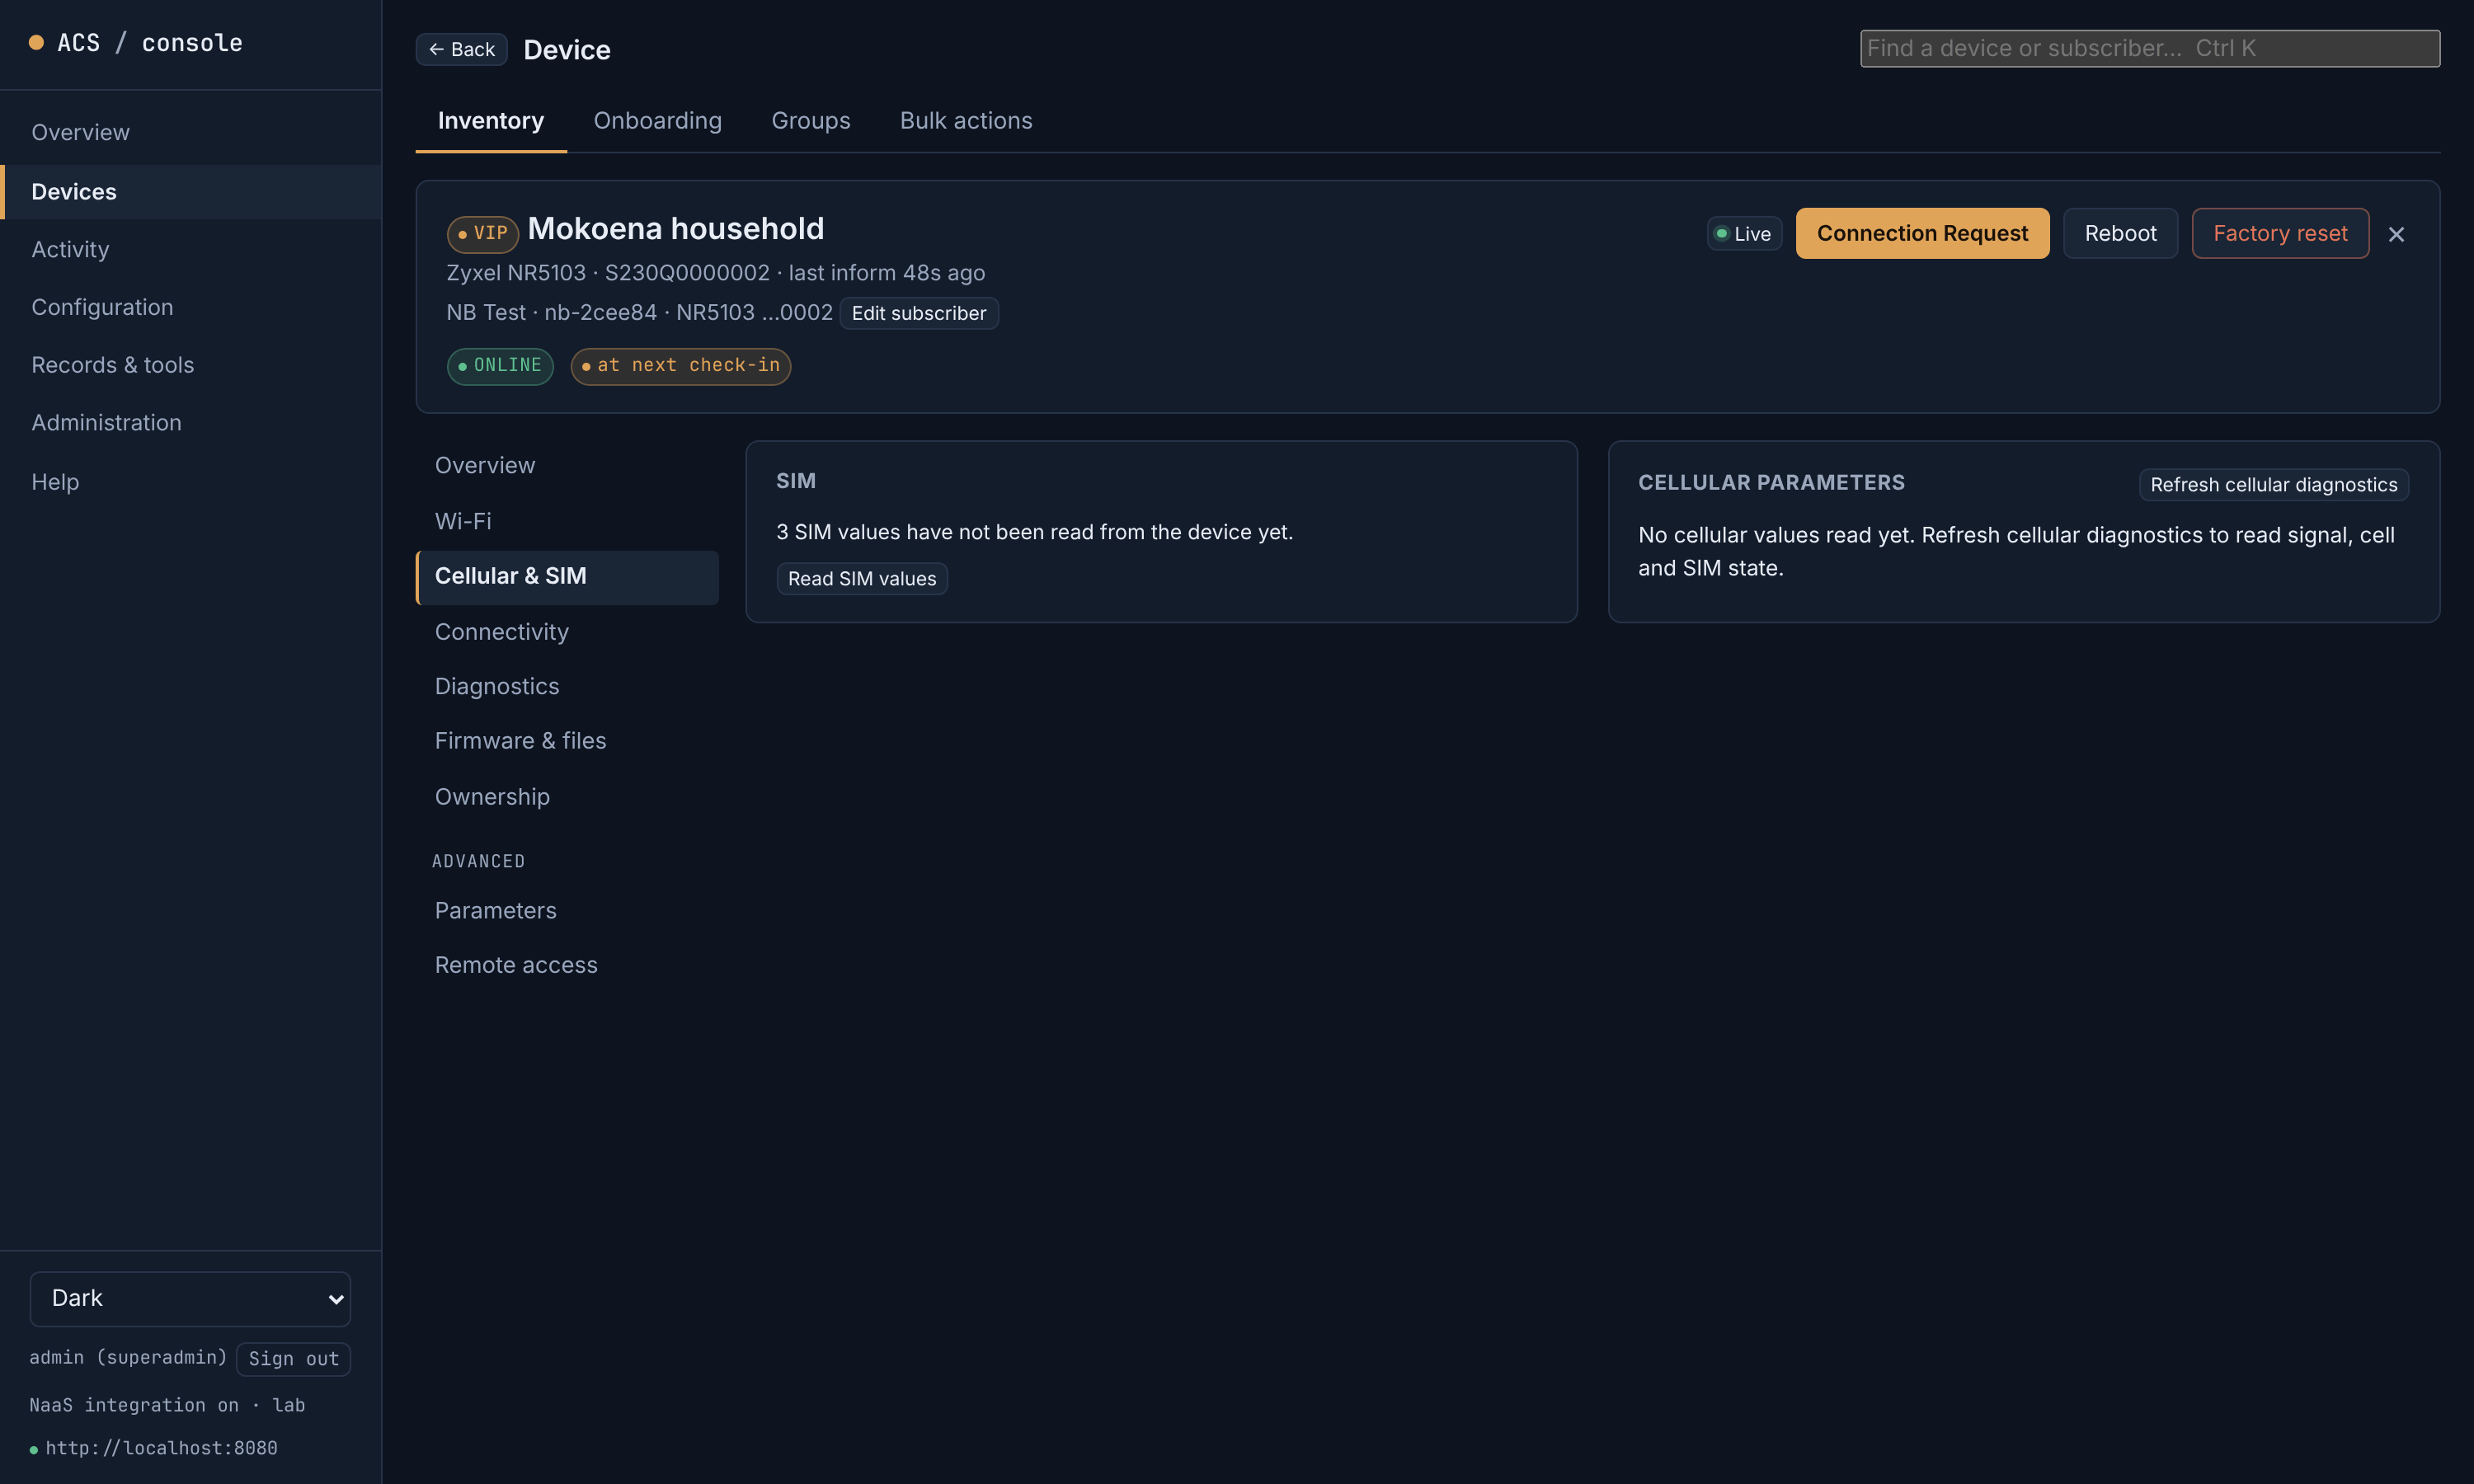 ACS / console
Overview
Devices
Activity
Configuration
Records & tools
Administration
Help
Dark
admin (superadmin) Sign out
NaaS integration on · lab
http://localhost:8080
← Back Device
Find a device or subscriber... Ctrl K
Inventory Onboarding Groups Bulk actions
VIP Mokoena household
Live Connection Request Reboot Factory reset ✕
Zyxel NR5103 · S230Q0000002 · last inform 48s ago
NB Test · nb-2cee84 · NR5103 …0002 Edit subscriber
ONLINE at next check-in
Overview
Wi-Fi
Cellular & SIM
Connectivity
Diagnostics
Firmware & files
Ownership
ADVANCED
Parameters
Remote access
SIM
3 SIM values have not been read from the device yet.
Read SIM values
CELLULAR PARAMETERS Refresh cellular diagnostics
No cellular values read yet. Refresh cellular diagnostics to read signal, cell
and SIM state.